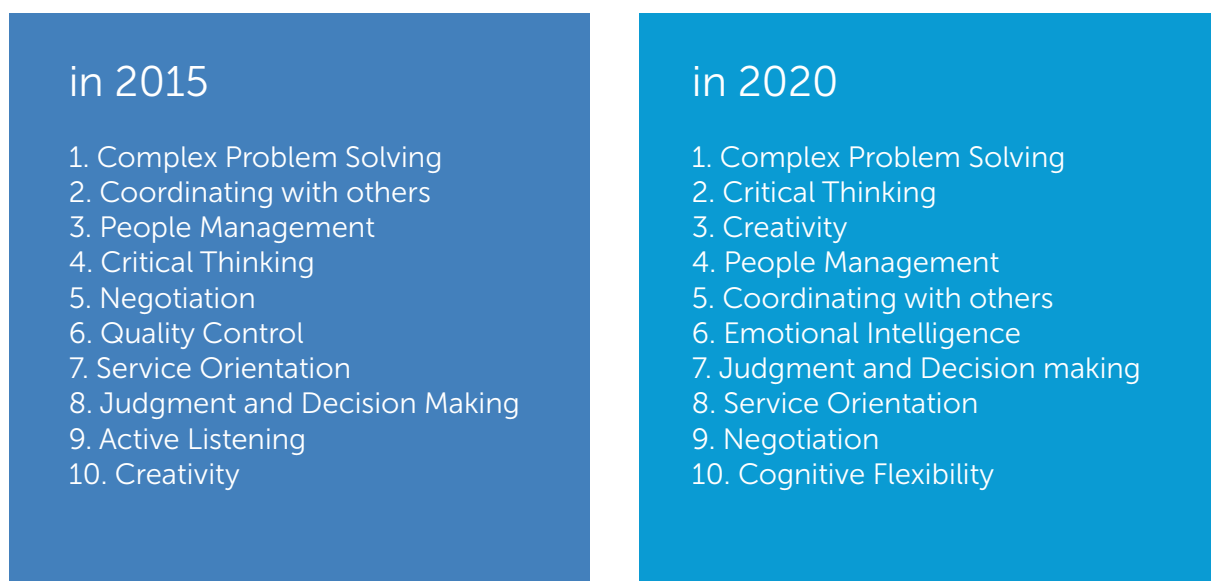 in 2015
1. Complex Problem Solving
2. Coordinating with others
3. People Management
4. Critical Thinking
5. Negotiation
6. Quality Control
7. Service Orientation
8. Judgment and Decision Making
9. Active Listening
10. Creativity
in 2020
1. Complex Problem Solving
2. Critical Thinking
3. Creativity
4. People Management
5. Coordinating with others
6. Emotional Intelligence
7. Judgment and Decision making
8. Service Orientation
9. Negotiation
10. Cognitive Flexibility